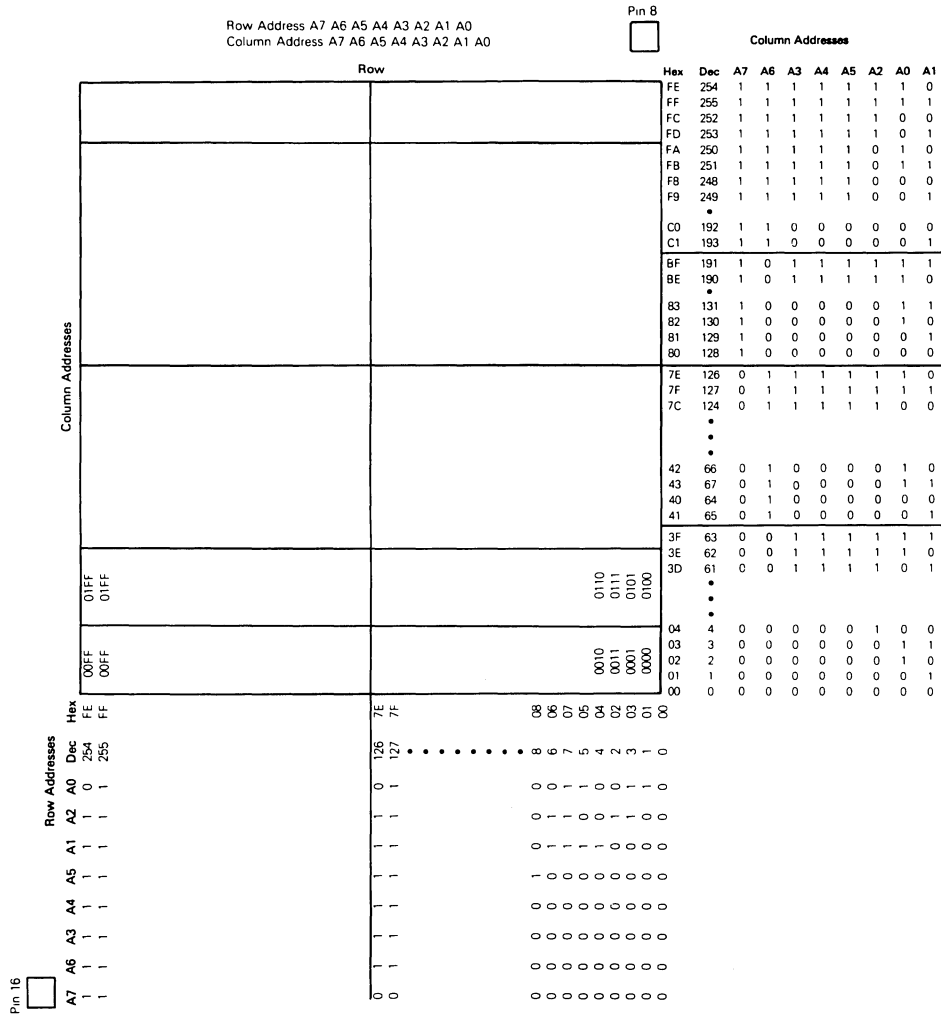 Row Address A7 A6 A5 A4 A3 A2 A1 A0
Column Address A7 A6 A5 A4 A3 A2 A1 A0
Pin 8
Column Addresses
Row
Hex Dec A7 A6 A3 A4 A5 A2 A0 A1
FE 254 1 1 1 1 1 1 1 0
FF 255 1 1 1 1 1 1 1 1
FC 252 1 1 1 1 1 1 0 0
FD 253 1 1 1 1 1 1 0 1
FA 250 1 1 1 1 1 0 1 0
FB 251 1 1 1 1 1 0 1 1
F8 248 1 1 1 1 1 0 0 0
F9 249 1 1 1 1 1 0 0 1
C0 192 1 1 0 0 0 0 0 0
C1 193 1 1 0 0 0 0 0 1
BF 191 1 0 1 1 1 1 1 1
BE 190 1 0 1 1 1 1 1 0
83 131 1 0 0 0 0 0 1 1
82 130 1 0 0 0 0 0 1 0
81 129 1 0 0 0 0 0 0 1
80 128 1 0 0 0 0 0 0 0
7E 126 0 1 1 1 1 1 1 0
7F 127 0 1 1 1 1 1 1 1
7C 124 0 1 1 1 1 1 0 0
42 66 0 1 0 0 0 0 1 0
43 67 0 1 0 0 0 0 1 1
40 64 0 1 0 0 0 0 0 0
41 65 0 1 0 0 0 0 0 1
3F 63 0 0 1 1 1 1 1 1
3E 62 0 0 1 1 1 1 1 0
3D 61 0 0 1 1 1 1 0 1
04 4 0 0 0 0 0 1 0 0
03 3 0 0 0 0 0 0 1 1
02 2 0 0 0 0 0 0 1 0
01 1 0 0 0 0 0 0 0 1
00 0 0 0 0 0 0 0 0 0
Column Addresses
01FF 01FF 0110 0111 0101 0100
00FF 00FF 0010 0011 0001 0000
Row Addresses
Hex FE FF 7E 7F 08 06 07 05 04 02 03 01 00
Dec 254 255 126 127 • • • • • • • • 8 6 7 5 4 2 3 1 0
A0 0 1 0 1 0 0 1 1 0 0 1 1 0
A2 1 1 1 1 0 1 1 0 0 1 1 0 0
A1 1 1 1 1 0 1 1 1 1 0 0 0 0
A5 1 1 1 1 1 0 0 0 0 0 0 0 0
A4 1 1 1 1 0 0 0 0 0 0 0 0 0
A3 1 1 1 1 0 0 0 0 0 0 0 0 0
A6 1 1 1 1 0 0 0 0 0 0 0 0 0
A7 1 1 0 0 0 0 0 0 0 0 0 0 0
Pin 16